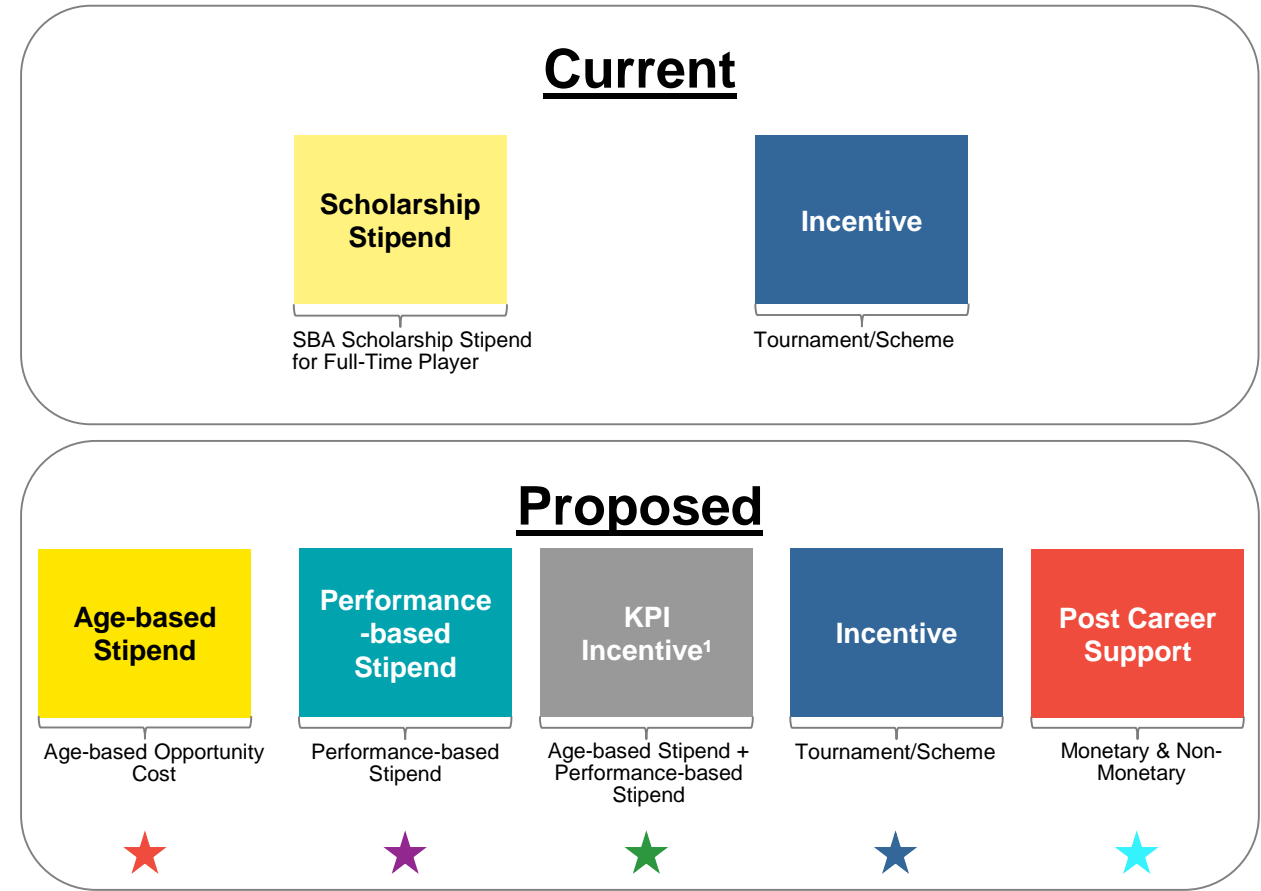 Current
Scholarship
Stipend
Incentive
SBA Scholarship Stipend
for Full-Time Player
Tournament/Scheme
Proposed
Age-based
Stipend
Performance
-based
Stipend
KPI
Incentive¹
Incentive
Post Career
Support
Age-based Opportunity
Cost
Performance-based
Stipend
Age-based Stipend +
Performance-based
Stipend
Tournament/Scheme
Monetary & Non-
Monetary